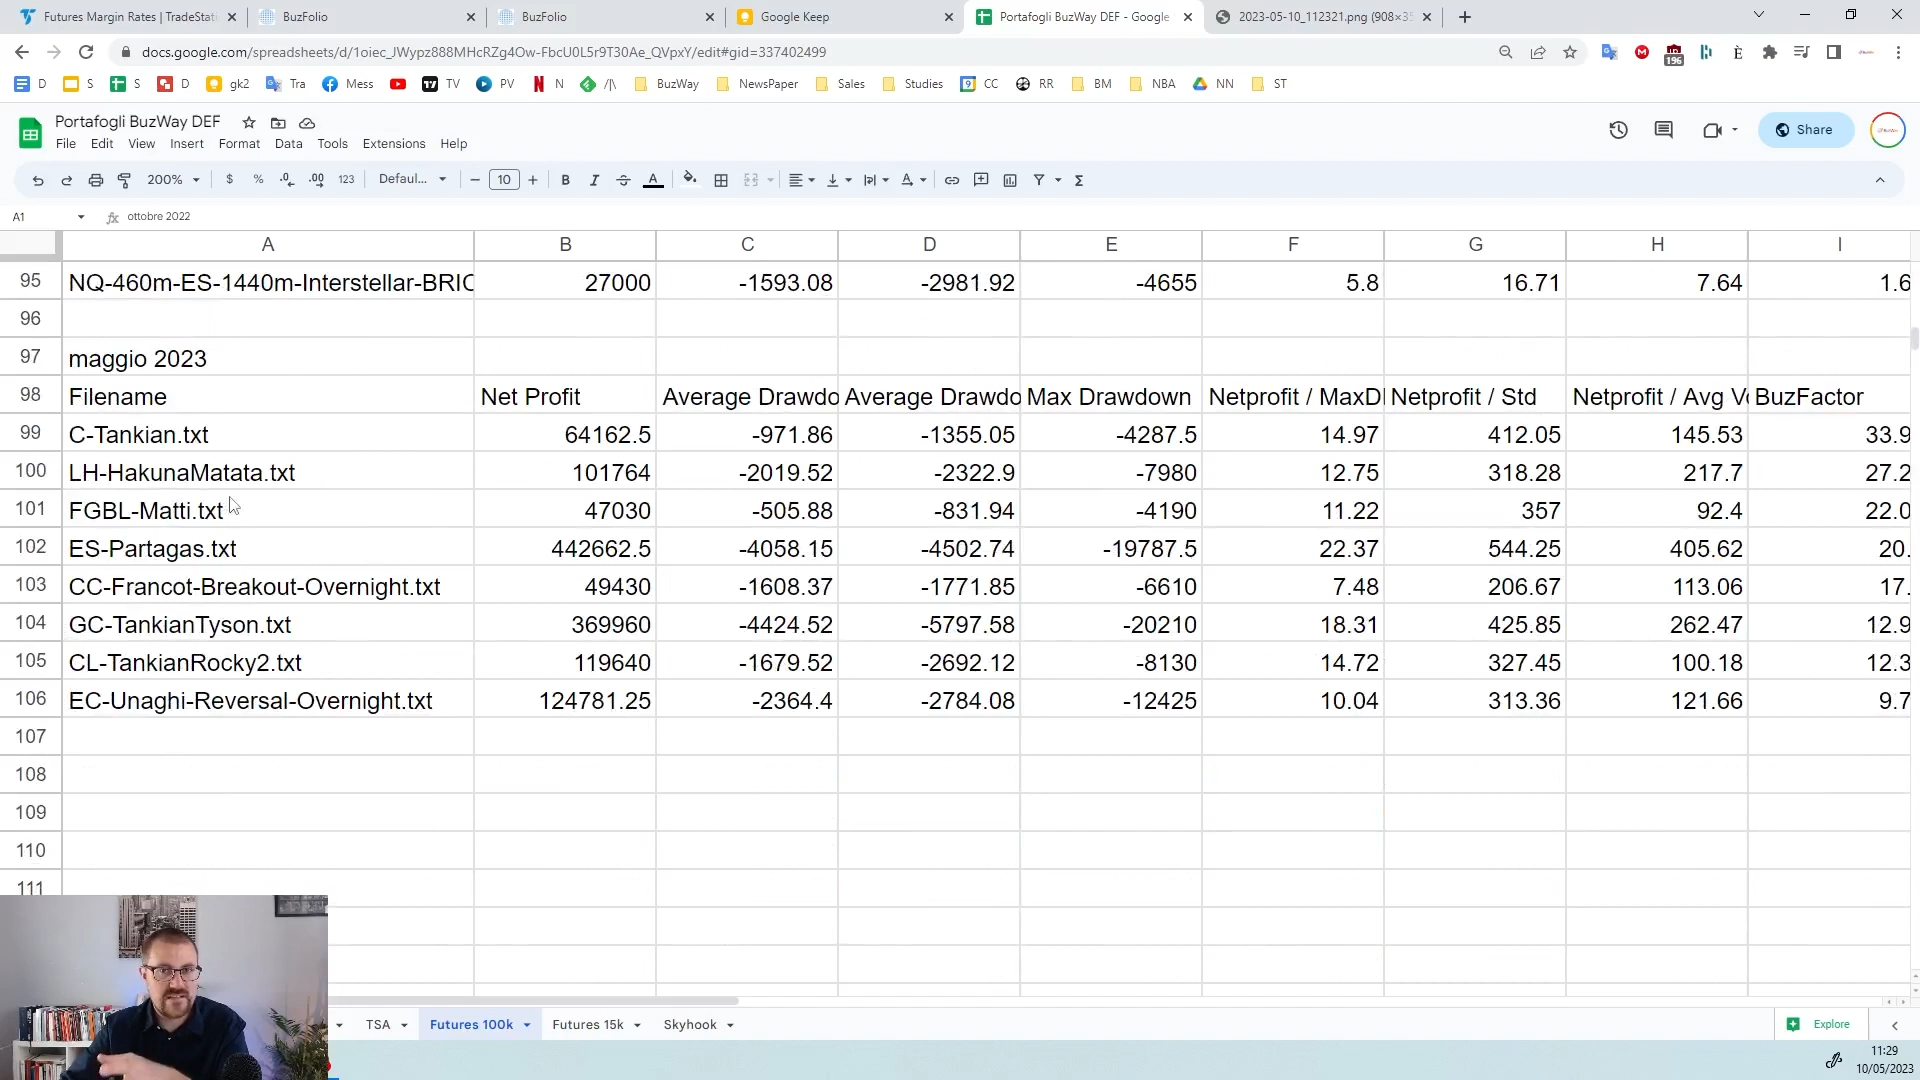 Futures Margin Rates | TradeStati
BuzFolio
BuzFolio
Google Keep
Portafogli BuzWay DEF - Google
2023-05-10_112321.png (908×35
docs.google.com/spreadsheets/d/1oiec_JWypz888MHcRZg4Ow-FbcU0L5r9T30Ae_QVpxY/edit#gid=337402499
196
D S S D gk2 Tra Mess TV PV N /|\ BuzWay NewsPaper Sales Studies CC RR BM NBA NN ST
Portafogli BuzWay DEF
Share
File Edit View Insert Format Data Tools Extensions Help
200% $ % .0 .00 123 Defaul... − 10 + B I A
A1 fx ottobre 2022
A B C D E F G H I
95 NQ-460m-ES-1440m-Interstellar-BRIC 27000 -1593.08 -2981.92 -4655 5.8 16.71 7.64 1.6
96
97 maggio 2023
98 Filename Net Profit Average Drawdo Average Drawdo Max Drawdown Netprofit / MaxDI Netprofit / Std Netprofit / Avg Vo BuzFactor
99 C-Tankian.txt 64162.5 -971.86 -1355.05 -4287.5 14.97 412.05 145.53 33.9
100 LH-HakunaMatata.txt 101764 -2019.52 -2322.9 -7980 12.75 318.28 217.7 27.2
101 FGBL-Matti.txt 47030 -505.88 -831.94 -4190 11.22 357 92.4 22.0
102 ES-Partagas.txt 442662.5 -4058.15 -4502.74 -19787.5 22.37 544.25 405.62 20.
103 CC-Francot-Breakout-Overnight.txt 49430 -1608.37 -1771.85 -6610 7.48 206.67 113.06 17.
104 GC-TankianTyson.txt 369960 -4424.52 -5797.58 -20210 18.31 425.85 262.47 12.9
105 CL-TankianRocky2.txt 119640 -1679.52 -2692.12 -8130 14.72 327.45 100.18 12.3
106 EC-Unaghi-Reversal-Overnight.txt 124781.25 -2364.4 -2784.08 -12425 10.04 313.36 121.66 9.7
107
108
109
110
111
TSA Futures 100k Futures 15k Skyhook Explore
11:29
10/05/2023